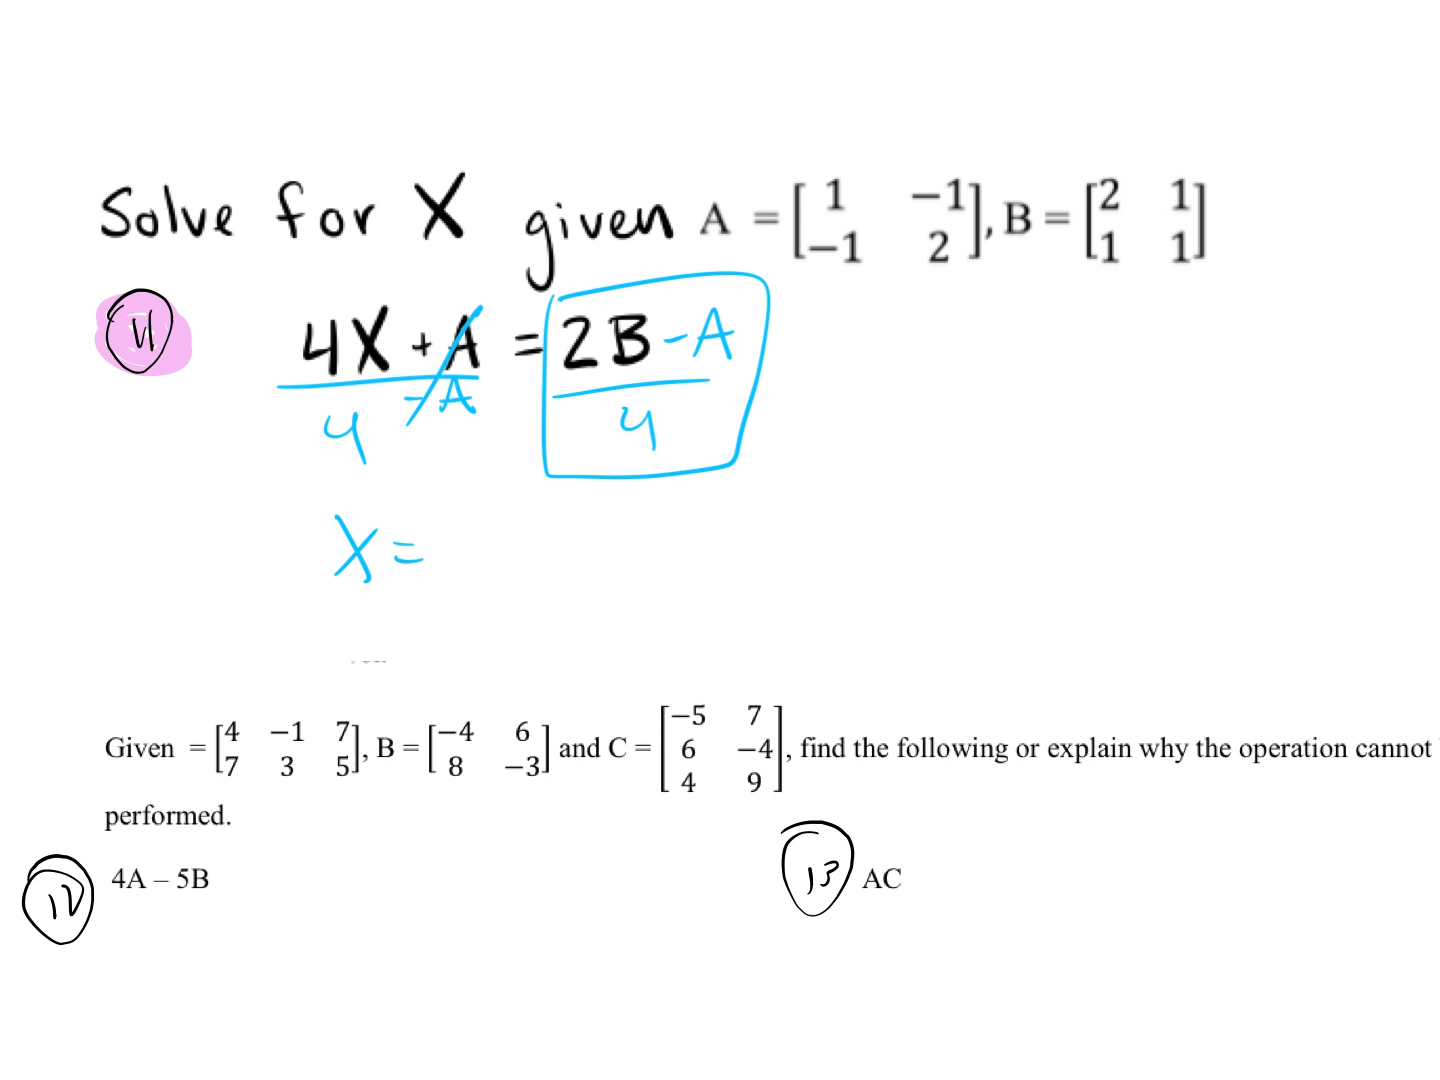 Solve for X given A = [1 −1 −1 2], B = [2 1 1 1]
11
4X + A = 2B - A
4 - A 4
X =
Given = [4 −1 7 7 3 5], B = [−4 6 8 −3] and C = [−5 7 6 −4 4 9], find the following or explain why the operation cannot
performed.
12 4A – 5B 13 AC